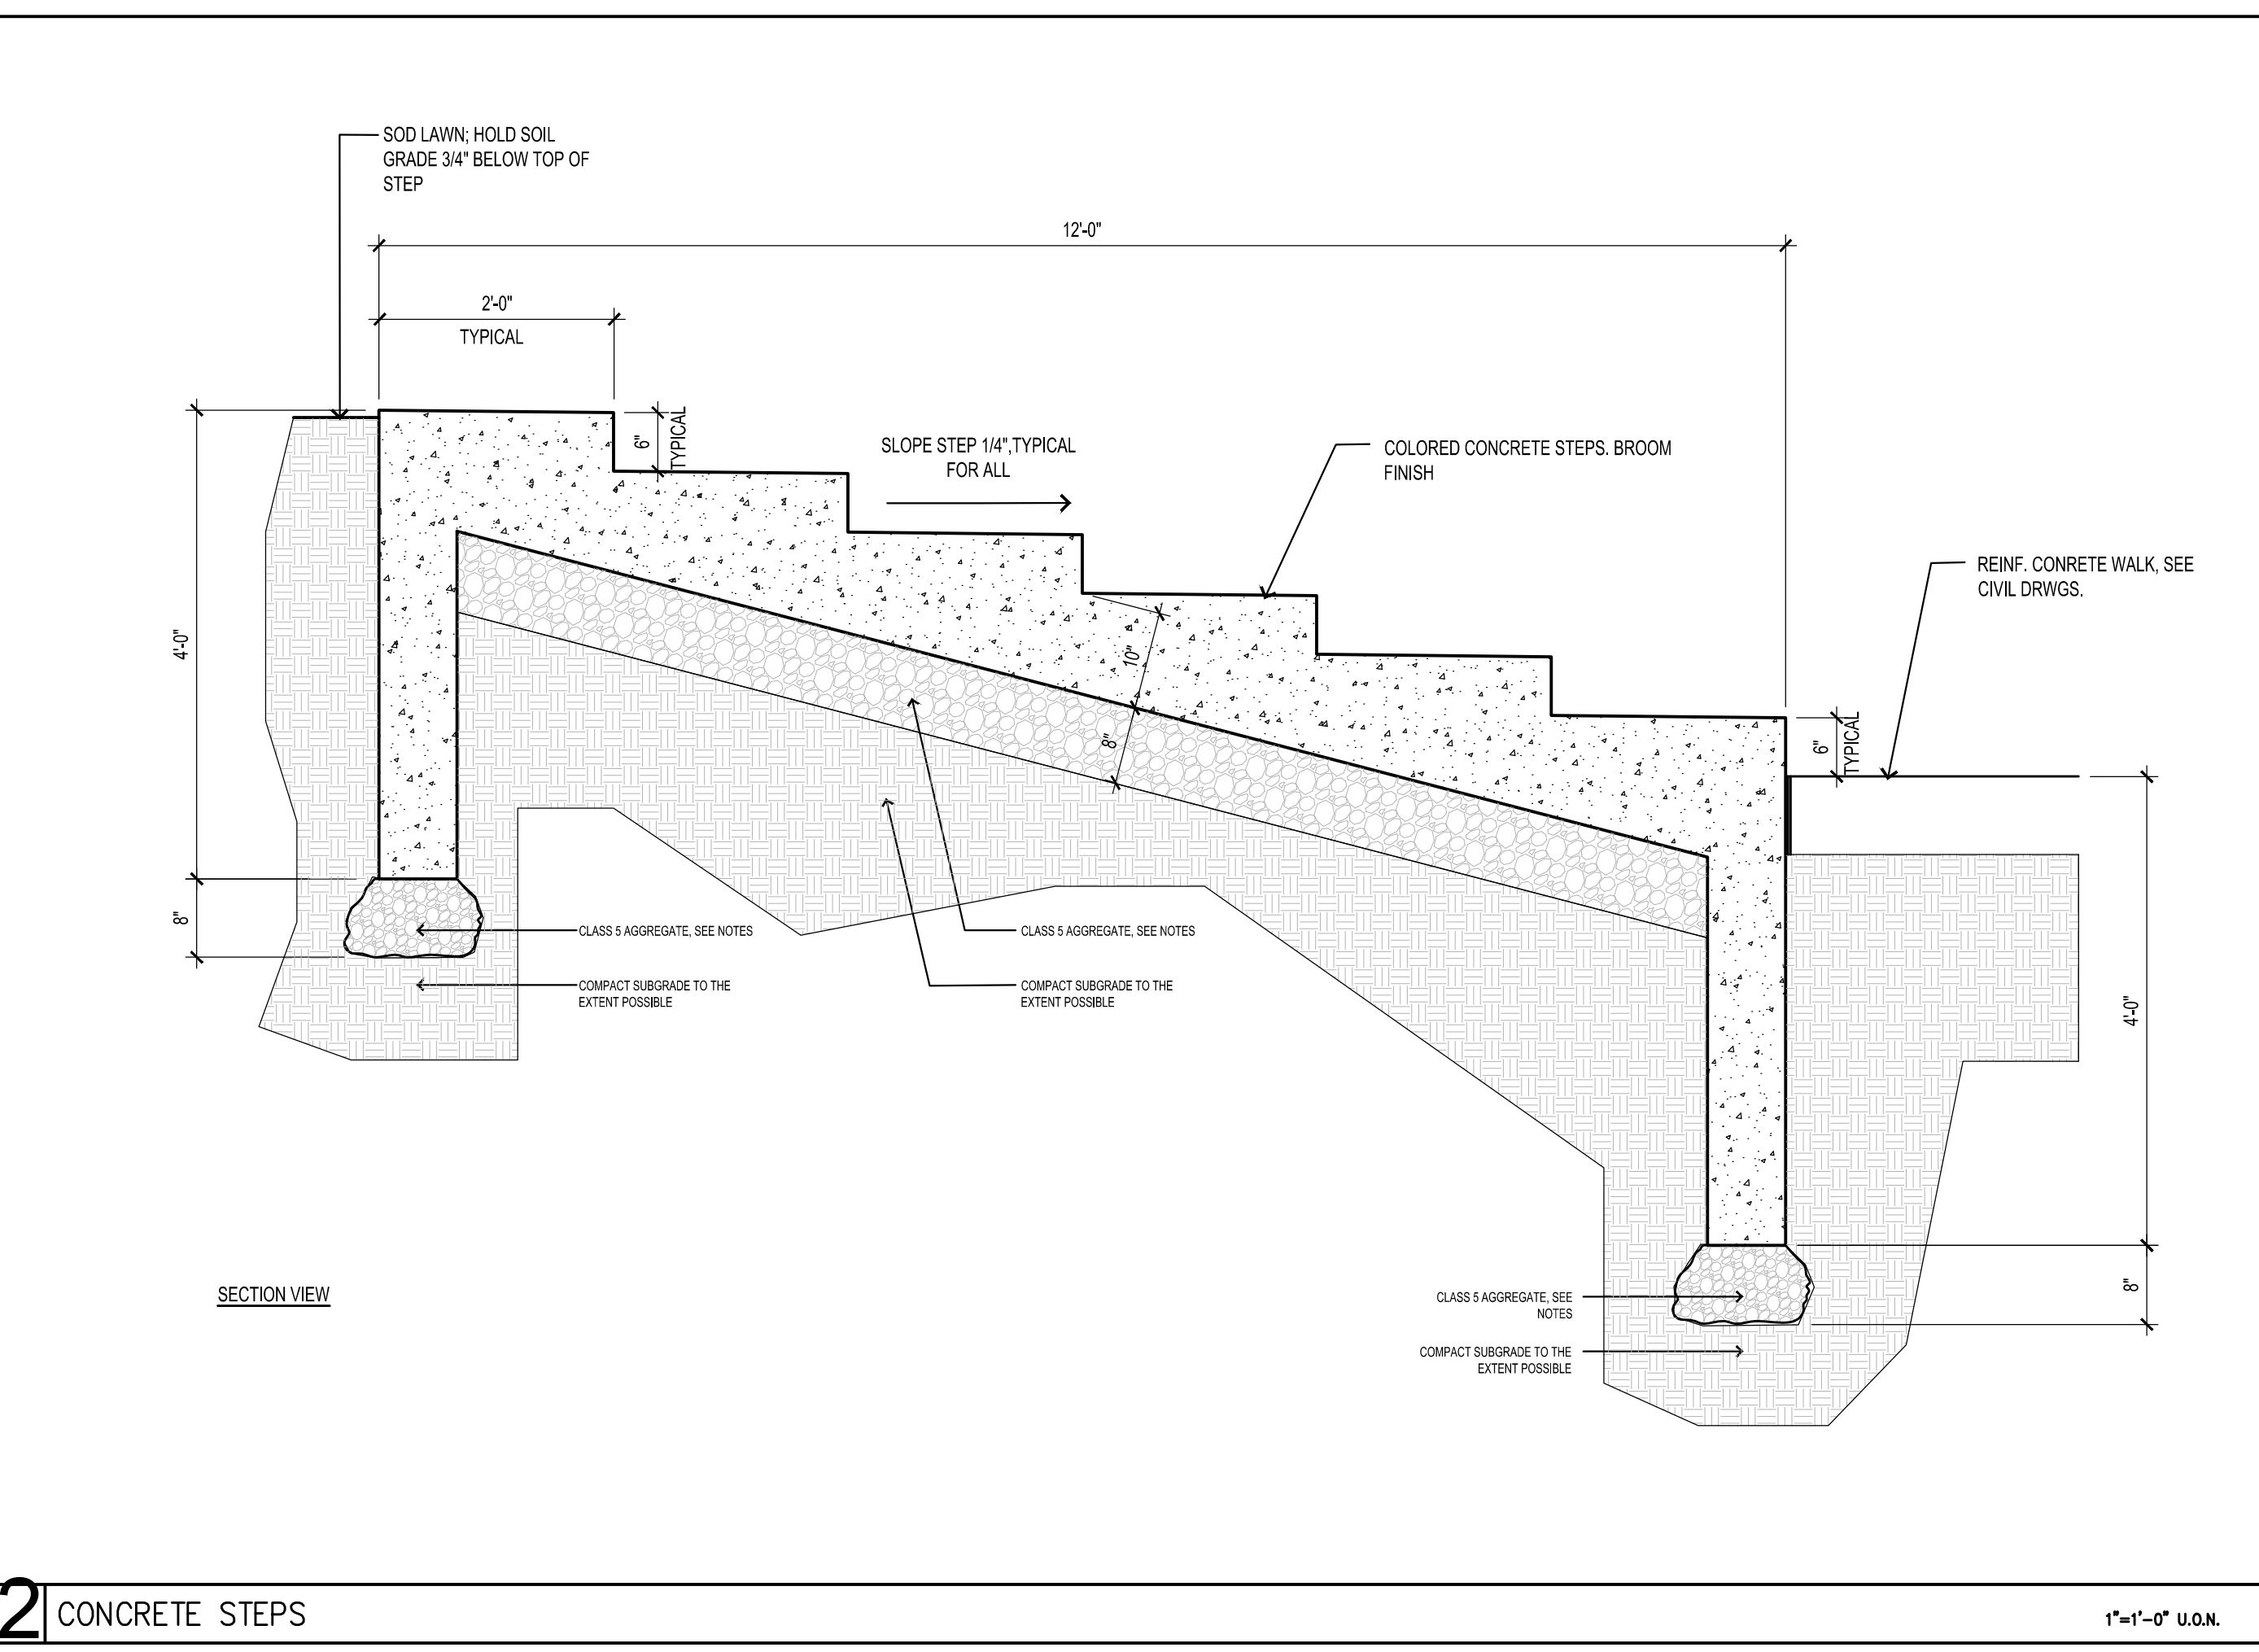 SOD LAWN; HOLD SOIL
GRADE 3/4" BELOW TOP OF
STEP
12'-0"
2'-0"
TYPICAL
6"
TYPICAL
SLOPE STEP 1/4",TYPICAL
FOR ALL
COLORED CONCRETE STEPS. BROOM
FINISH
REINF. CONRETE WALK, SEE
CIVIL DRWGS.
4'-0"
10"
8"
6"
TYPICAL
8"
CLASS 5 AGGREGATE, SEE NOTES
COMPACT SUBGRADE TO THE
EXTENT POSSIBLE
CLASS 5 AGGREGATE, SEE NOTES
COMPACT SUBGRADE TO THE
EXTENT POSSIBLE
4'-0"
8"
SECTION VIEW
CLASS 5 AGGREGATE, SEE
NOTES
COMPACT SUBGRADE TO THE
EXTENT POSSIBLE
2
CONCRETE STEPS
1"=1'-0" U.O.N.